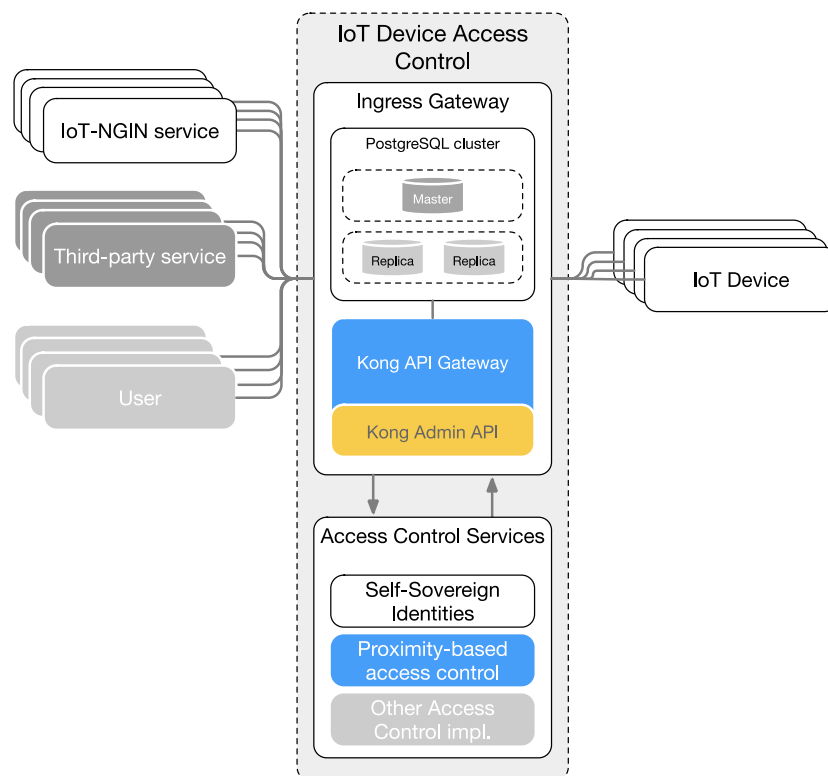 IoT Device Access
Control
Ingress Gateway
PostgreSQL cluster
Master
Replica
Replica
Kong API Gateway
Kong Admin API
IoT-NGIN service
Third-party service
User
IoT Device
Access Control Services
Self-Sovereign
Identities
Proximity-based
access control
Other Access
Control impl.